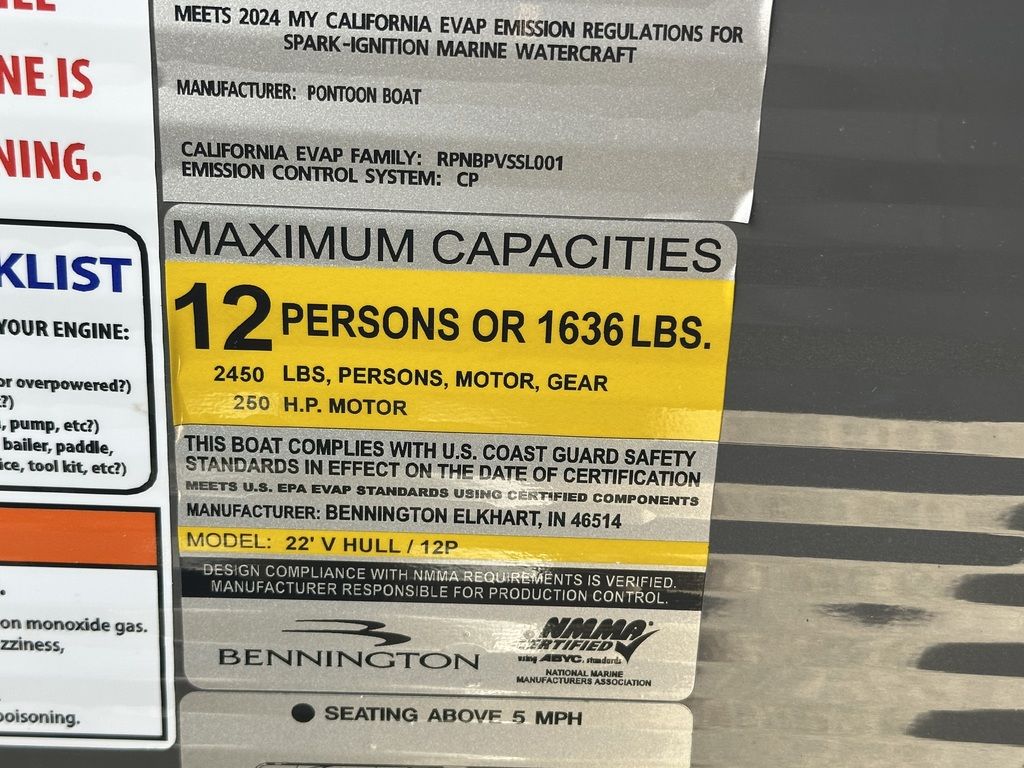 NE IS
NING.
KLIST
YOUR ENGINE:
or overpowered?)
?)
, pump, etc?)
bailer, paddle,
ice, tool kit, etc?)
on monoxide gas.
zziness,
poisoning.
MEETS 2024 MY CALIFORNIA EVAP EMISSION REGULATIONS FOR
SPARK-IGNITION MARINE WATERCRAFT
MANUFACTURER: PONTOON BOAT
CALIFORNIA EVAP FAMILY: RPNBPVSSL001
EMISSION CONTROL SYSTEM: CP
MAXIMUM CAPACITIES
12 PERSONS OR 1636 LBS.
2450 LBS, PERSONS, MOTOR, GEAR
250 H.P. MOTOR
THIS BOAT COMPLIES WITH U.S. COAST GUARD SAFETY
STANDARDS IN EFFECT ON THE DATE OF CERTIFICATION
MEETS U.S. EPA EVAP STANDARDS USING CERTIFIED COMPONENTS
MANUFACTURER: BENNINGTON ELKHART, IN 46514
MODEL: 22' V HULL / 12P
DESIGN COMPLIANCE WITH NMMA REQUIREMENTS IS VERIFIED.
MANUFACTURER RESPONSIBLE FOR PRODUCTION CONTROL.
BENNINGTON
NMMA
CERTIFIED
using ABYC. standards
NATIONAL MARINE
MANUFACTURERS ASSOCIATION
SEATING ABOVE 5 MPH